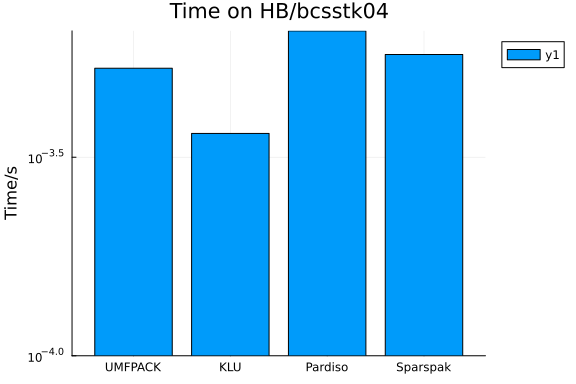 Time on HB/bcsstk04
y1
Time/s
10^−3.5
10^−4.0
UMFPACK KLU Pardiso Sparspak